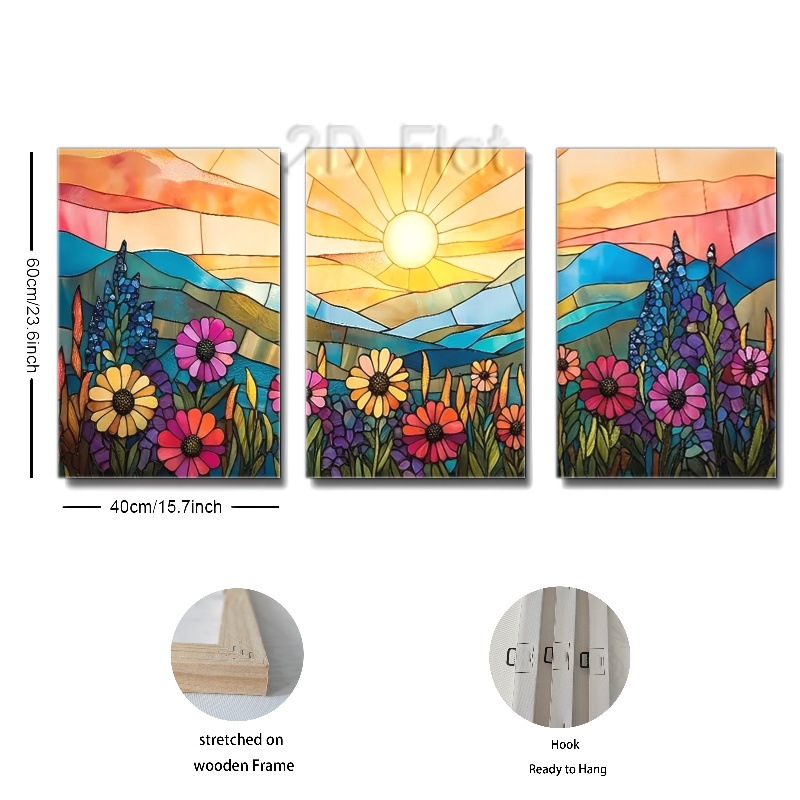 2D Flat
60cm/23.6inch
40cm/15.7inch
stretched on
wooden Frame
Hook
Ready to Hang